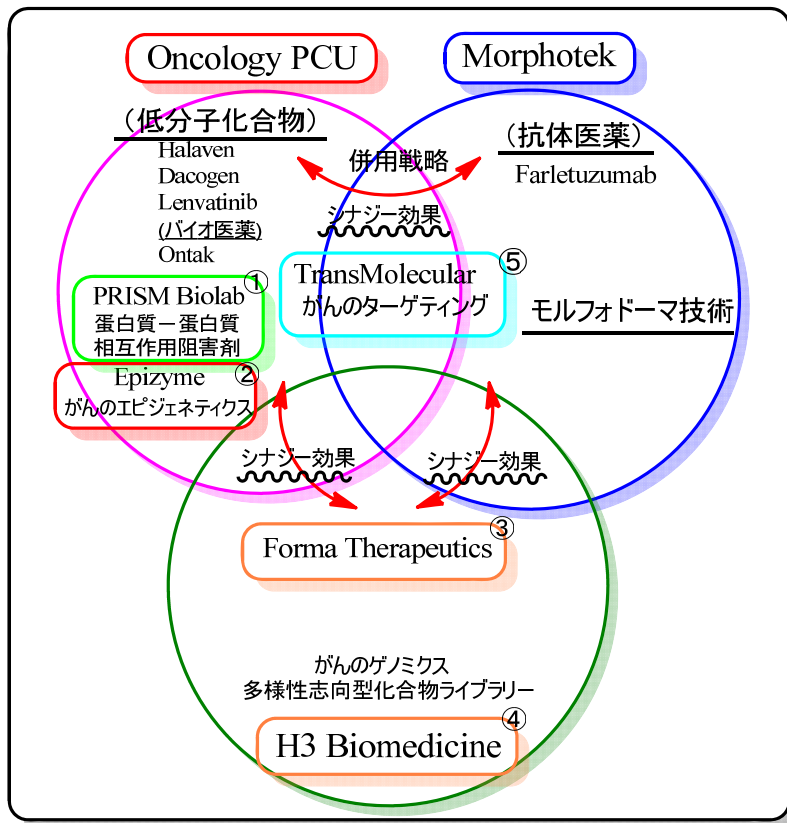 Oncology PCU
Morphotek
(低分子化合物)
Halaven
Dacogen
Lenvatinib
(バイオ医薬)
Ontak
併用戦略
(抗体医薬)
Farletuzumab
シナジー効果
①
PRISM Biolab
蛋白質－蛋白質
相互作用阻害剤
⑤
TransMolecular
がんのターゲティング
モルフォドーマ技術
②
Epizyme
がんのエピジェネティクス
シナジー効果
シナジー効果
③
Forma Therapeutics
がんのゲノミクス
多様性志向型化合物ライブラリー
④
H3 Biomedicine